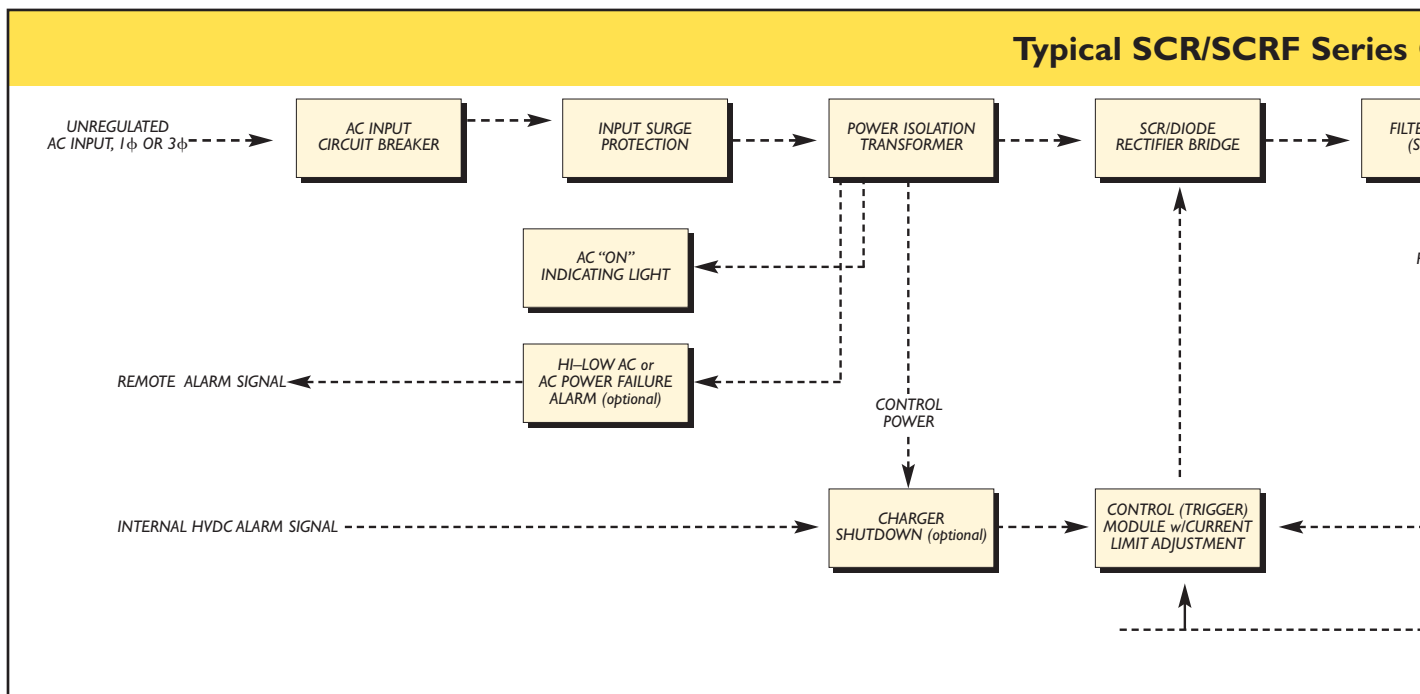 Typical SCR/SCRF Series
UNREGULATED
AC INPUT, 1ϕ OR 3ϕ
AC INPUT
CIRCUIT BREAKER
INPUT SURGE
PROTECTION
POWER ISOLATION
TRANSFORMER
SCR/DIODE
RECTIFIER BRIDGE
AC “ON”
INDICATING LIGHT
HI–LOW AC or
AC POWER FAILURE
ALARM (optional)
REMOTE ALARM SIGNAL
CONTROL
POWER
INTERNAL HVDC ALARM SIGNAL
CHARGER
SHUTDOWN (optional)
CONTROL (TRIGGER)
MODULE w/CURRENT
LIMIT ADJUSTMENT